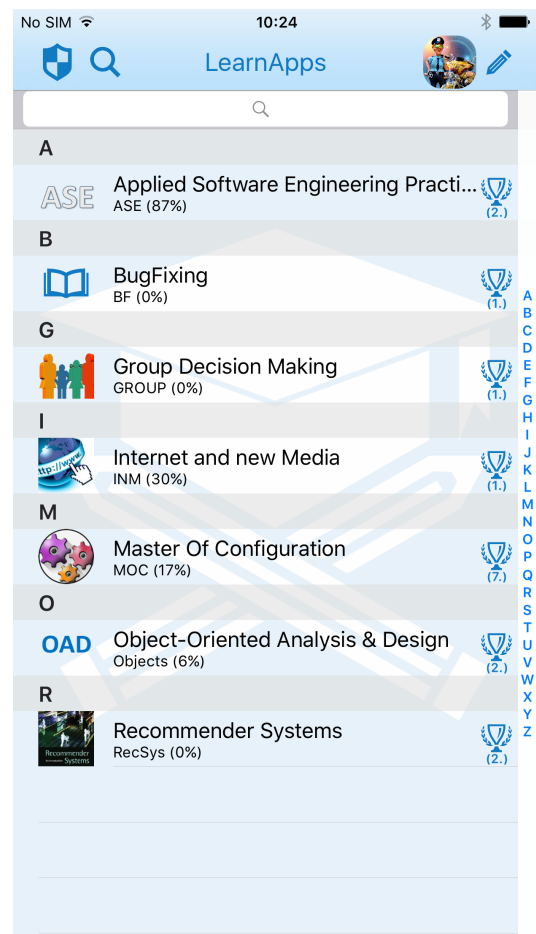 No SIM 10:24
LearnApps
A
ASE
Applied Software Engineering Practi...
ASE (87%)
(2.)
B
BugFixing
BF (0%)
(1.)
G
Group Decision Making
GROUP (0%)
(1.)
I
http://www.
Internet and new Media
INM (30%)
(1.)
M
Master Of Configuration
MOC (17%)
(7.)
O
OAD
Object-Oriented Analysis & Design
Objects (6%)
(2.)
R
Recommender
Systems
Recommender Systems
RecSys (0%)
(2.)
A
B
C
D
E
F
G
H
I
J
K
L
M
N
O
P
Q
R
S
T
U
V
W
X
Y
Z